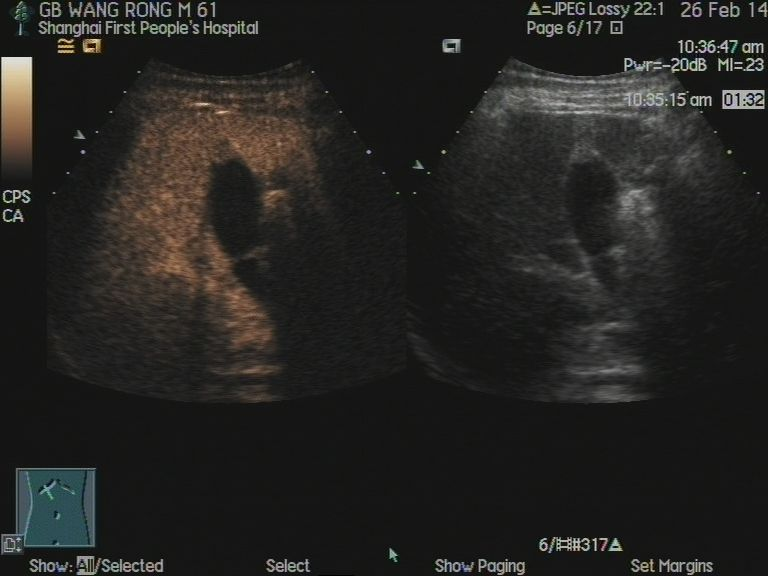 GB WANG RONG M 61
Shanghai First People's Hospital
=JPEG Lossy 22:1 26 Feb 14
Page 6/17
10:36:47 am
Pwr=-20dB MI=.23
10:35:15 am 01:32
CPS
CA
6/ #317
Show: All/Selected Select Show Paging Set Margins